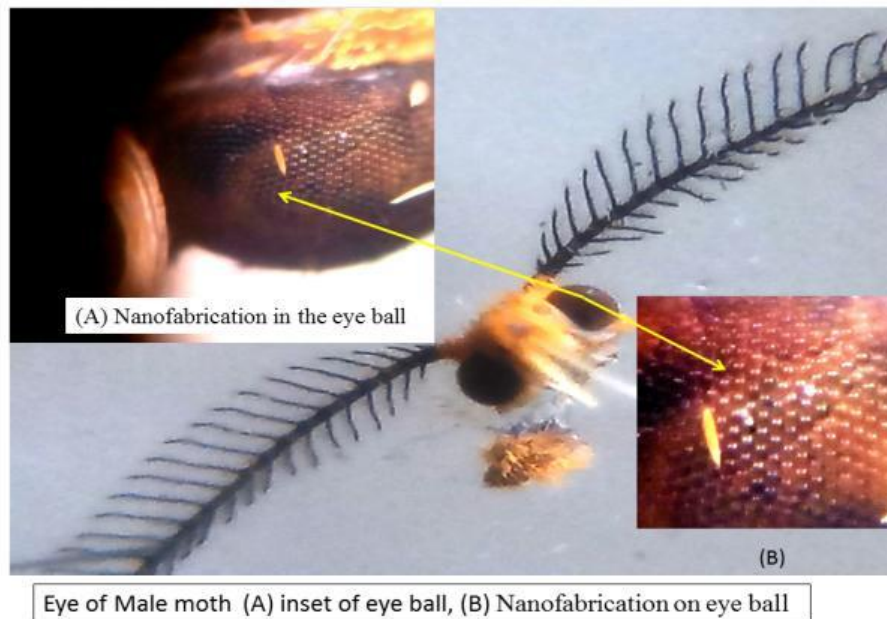 (A) Nanofabrication in the eye ball
(B)
Eye of Male moth (A) inset of eye ball, (B) Nanofabrication on eye ball